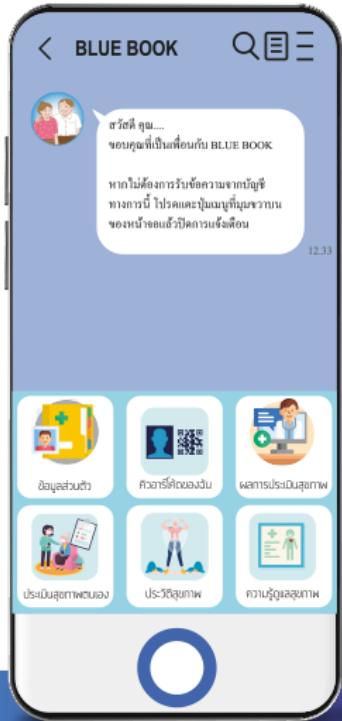 BLUE BOOK
สวัสดี คุณ....
ขอบคุณที่เป็นเพื่อนกับ BLUE BOOK
หากไม่ต้องการรับข้อความจากบัญชี
ทางการนี้ โปรดแตะปุ่มเมนูที่มุมขวาบน
ของหน้าจอแล้วปิดการแจ้งเตือน
12.33
ข้อมูลส่วนตัว
คิวอาร์โค้ดของฉัน
ผลการประเมินสุขภาพ
ประเมินสุขภาพตนเอง
ประวัติสุขภาพ
ความรู้ดูแลสุขภาพ